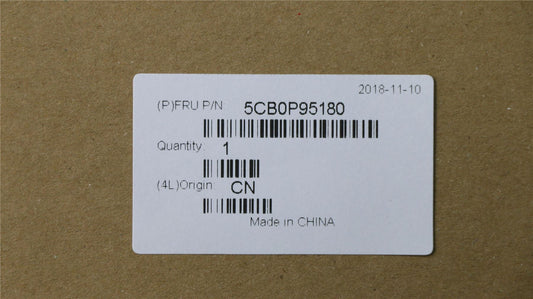 2018-11-10
(P)FRU P/N: 5CB0P95180
Quantity 1
(4L)Origin CN
Made in CHINA